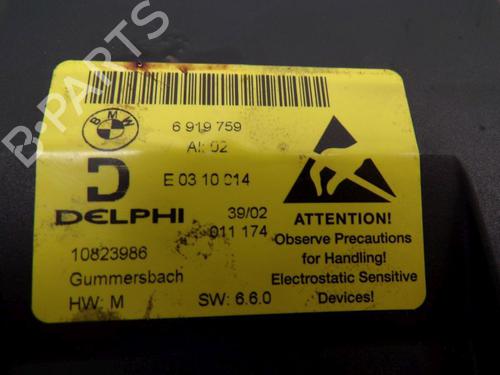 B-PARTS
BMW
6 919 759
AI: 02
E 03 10 014
DELPHI
39/02
011 174
10823986
Gummersbach
HW: M
SW: 6.6.0
ATTENTION!
Observe Precautions
for Handling!
Electrostatic Sensitive
Devices!